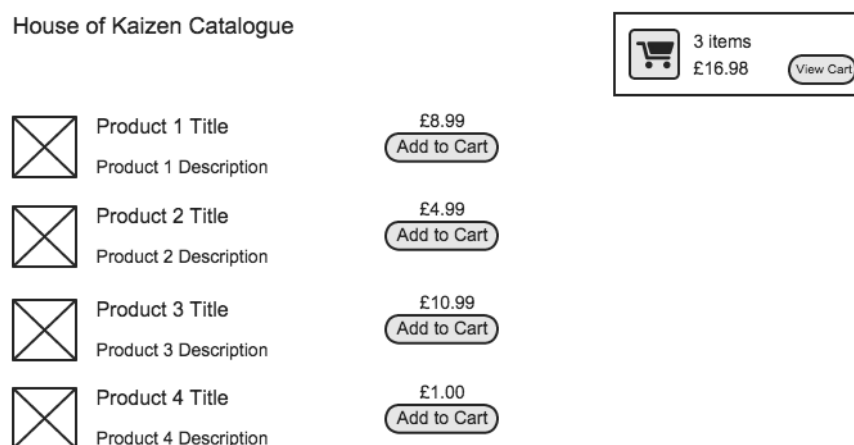 House of Kaizen Catalogue
3 items
£16.98
View Cart
Product 1 Title
Product 1 Description
£8.99
Add to Cart
Product 2 Title
Product 2 Description
£4.99
Add to Cart
Product 3 Title
Product 3 Description
£10.99
Add to Cart
Product 4 Title
Product 4 Description
£1.00
Add to Cart